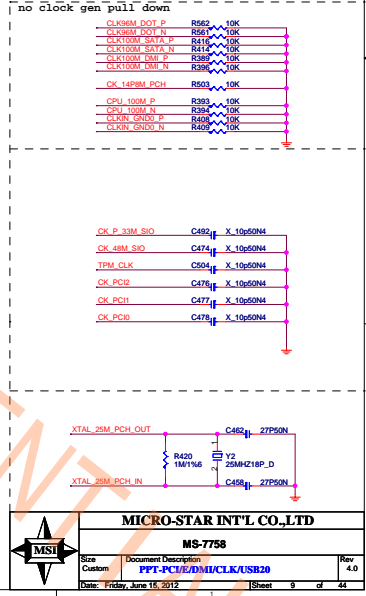 no clock gen pull down
CLK96M_DOT_P R562 10K
CLK96M_DOT_N R561 10K
CLK100M_SATA_P R416 10K
CLK100M_SATA_N R414 10K
CLK100M_DMI_P R389 10K
CLK100M_DMI_N R396 10K
CK_14P8M_PCH R503 10K
CPU_100M_P R393 10K
CPU_100M_N R394 10K
CLKIN_GND0_P R408 10K
CLKIN_GND0_N R409 10K
CK_P_33M_SIO C492 X_10p50N4
CK_48M_SIO C474 X_10p50N4
TPM_CLK C504 X_10p50N4
CK_PCI2 C476 X_10p50N4
CK_PCI1 C477 X_10p50N4
CK_PCI0 C478 X_10p50N4
XTAL_25M_PCH_OUT C462 27P50N
1
R420 Y2
1M/1%6 25MHZ18P_D
2
XTAL_25M_PCH_IN C458 27P50N
MICRO-STAR INT'L CO.,LTD
MSI
MS-7758
Size Document Description Rev
Custom PPT-PCI/E/DMI/CLK/USB20 4.0
Date: Friday, June 15, 2012 Sheet 9 of 44
1